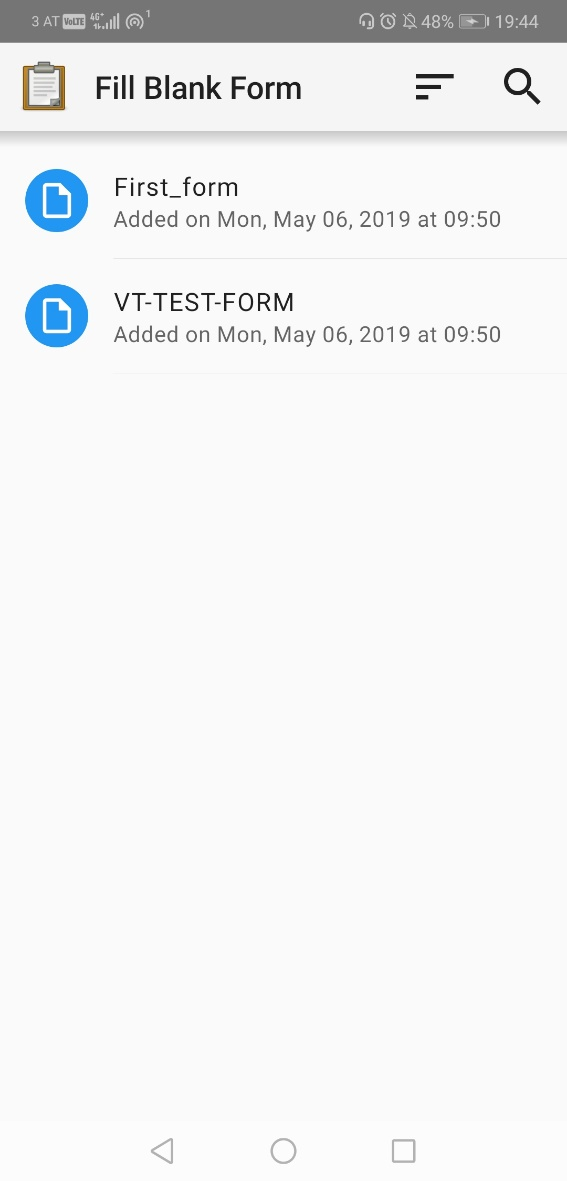 3 AT VoLTE 4G+ 1 48% 19:44
Fill Blank Form
First_form
Added on Mon, May 06, 2019 at 09:50
VT-TEST-FORM
Added on Mon, May 06, 2019 at 09:50